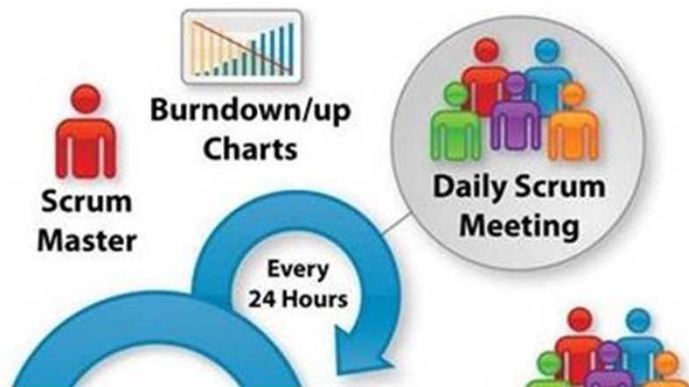 Burndown/up
Charts
Scrum
Master
Daily Scrum
Meeting
Every
24 Hours